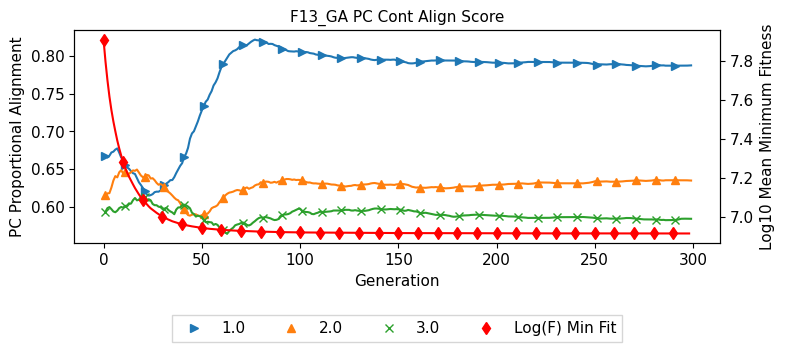 F13_GA PC Cont Align Score
PC Proportional Alignment
0.80
0.75
0.70
0.65
0.60
7.8
7.6
7.4
7.2
7.0
Log10 Mean Minimum Fitness
0 50 100 150 200 250 300
Generation
1.0 2.0 3.0 Log(F) Min Fit